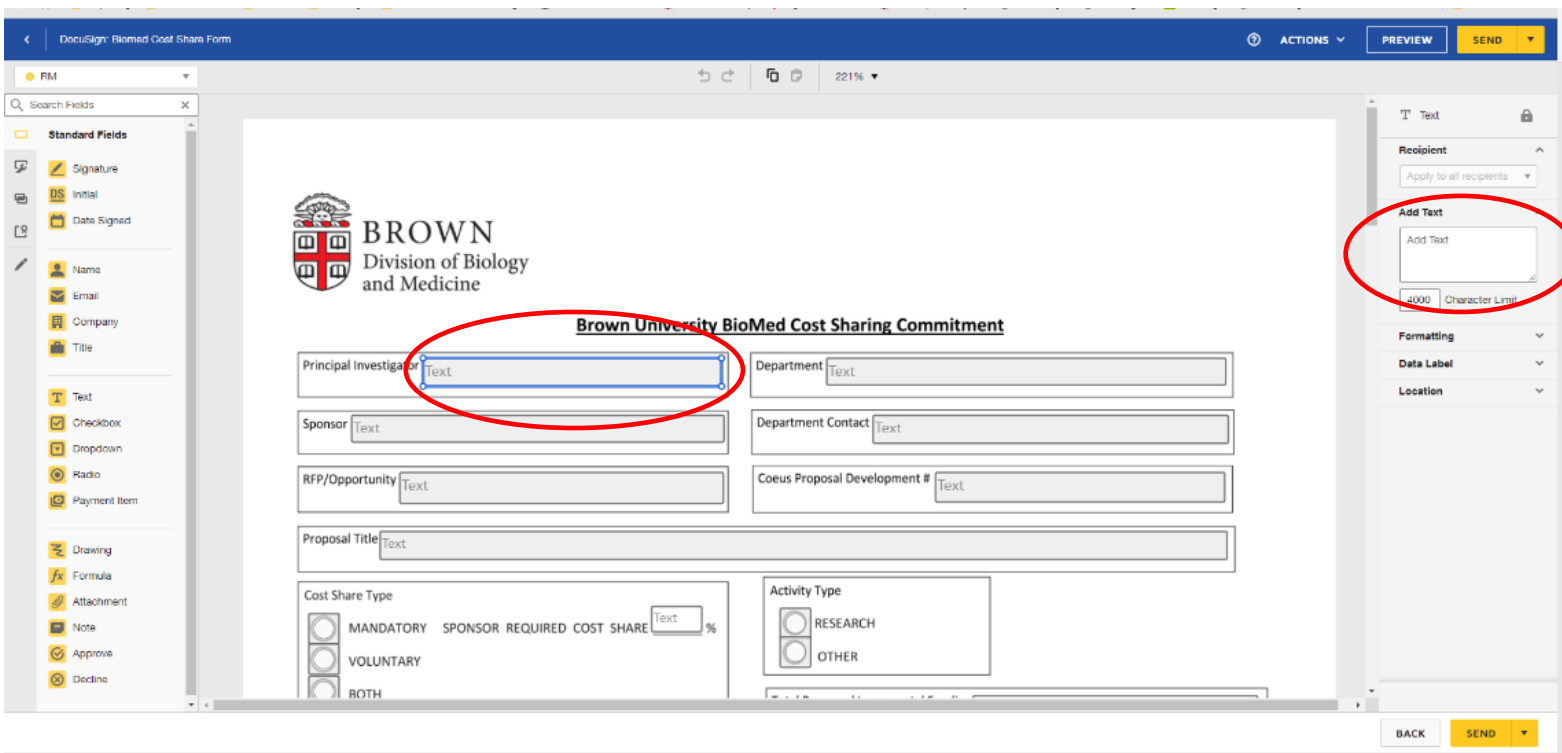 DocuSign: Biomed Cost Share Form
ACTIONS
PREVIEW
SEND
RM
221%
Search Fields
Standard Fields
Signature
DS Initial
Date Signed
Name
Email
Company
Title
T Text
Checkbox
Dropdown
Radio
Payment Item
Drawing
fx Formula
Attachment
Note
Approve
Decline
BROWN
Division of Biology
and Medicine
Brown University BioMed Cost Sharing Commitment
Principal Investigator Text
Department Text
Sponsor Text
Department Contact Text
RFP/Opportunity Text
Coeus Proposal Development # Text
Proposal Title Text
Cost Share Type
MANDATORY SPONSOR REQUIRED COST SHARE Text %
VOLUNTARY
BOTH
Activity Type
RESEARCH
OTHER
T Text
Recipient
Apply to all recipients
Add Text
Add Text
4000 Character Limit
Formatting
Data Label
Location
BACK
SEND